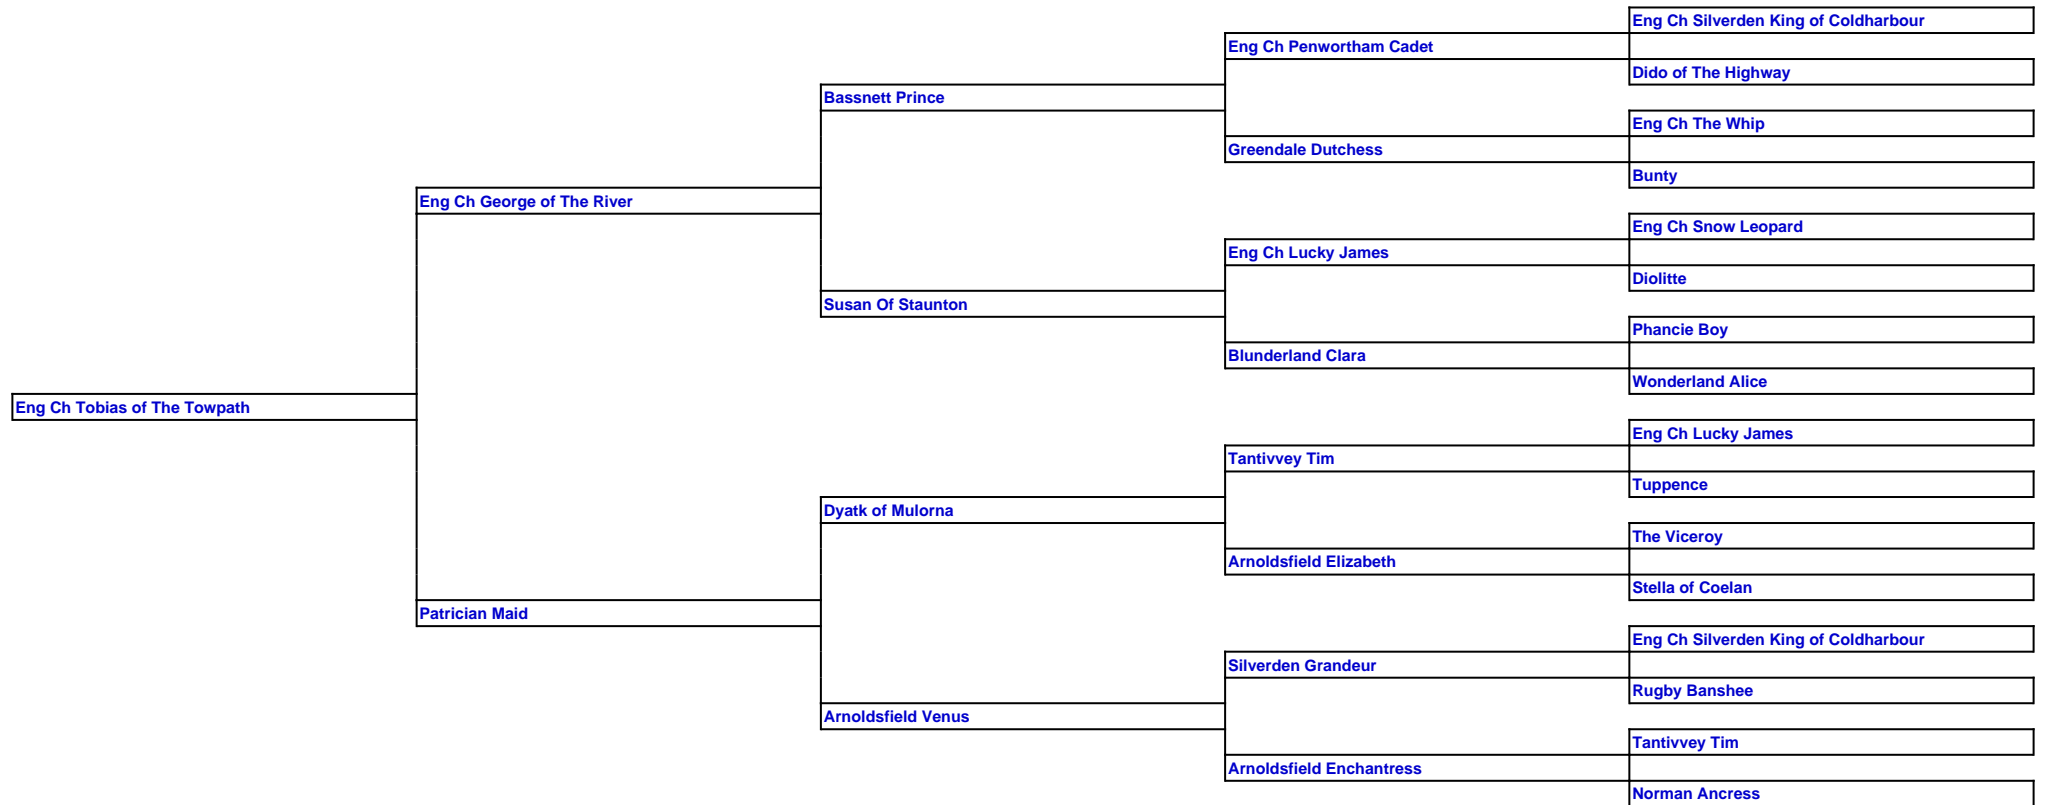 Eng Ch Silverden King of Coldharbour
Eng Ch Penwortham Cadet
Dido of The Highway
Bassnett Prince
Eng Ch The Whip
Greendale Dutchess
Bunty
Eng Ch George of The River
Eng Ch Snow Leopard
Eng Ch Lucky James
Diolitte
Susan Of Staunton
Phancie Boy
Blunderland Clara
Wonderland Alice
Eng Ch Tobias of The Towpath
Eng Ch Lucky James
Tantivvey Tim
Tuppence
Dyatk of Mulorna
The Viceroy
Arnoldsfield Elizabeth
Stella of Coelan
Patrician Maid
Eng Ch Silverden King of Coldharbour
Silverden Grandeur
Rugby Banshee
Arnoldsfield Venus
Tantivvey Tim
Arnoldsfield Enchantress
Norman Ancress